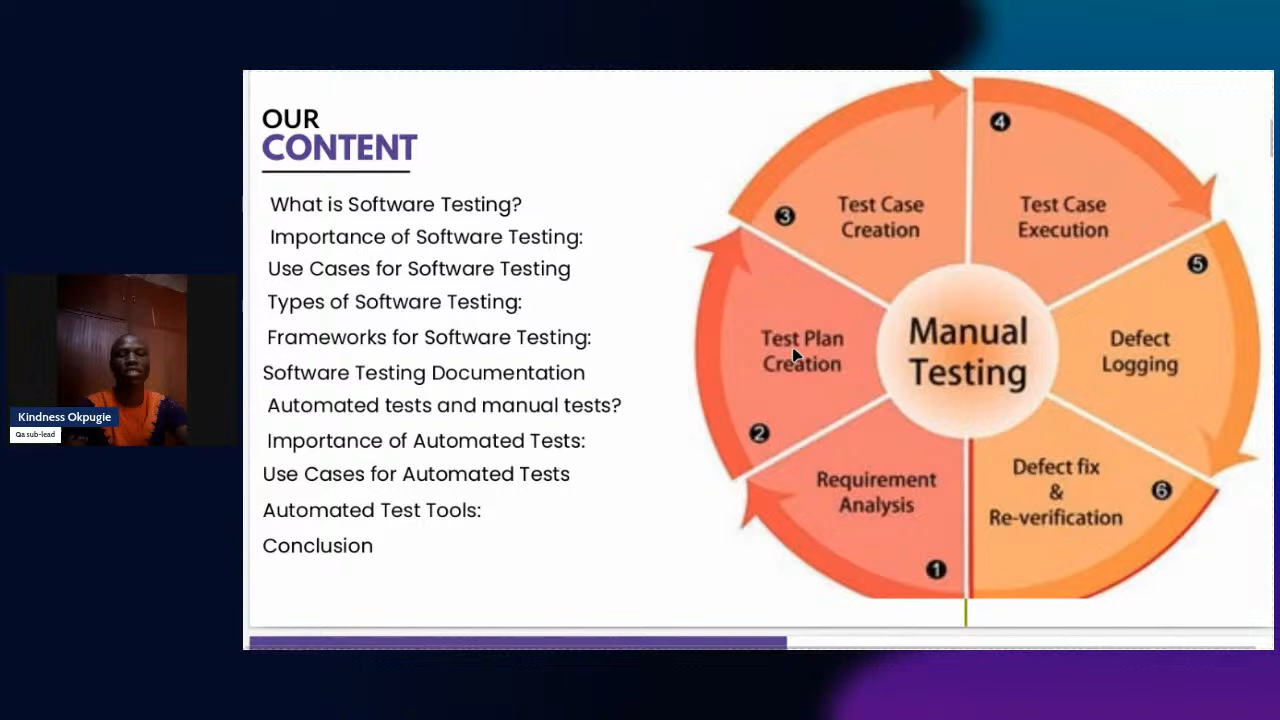 OUR
CONTENT
What is Software Testing?
Importance of Software Testing:
Use Cases for Software Testing
Types of Software Testing:
Frameworks for Software Testing:
Software Testing Documentation
Automated tests and manual tests?
Importance of Automated Tests:
Use Cases for Automated Tests
Automated Test Tools:
Conclusion
Manual
Testing
1
Requirement
Analysis
2
Test Plan
Creation
3
Test Case
Creation
4
Test Case
Execution
5
Defect
Logging
6
Defect fix
&
Re-verification
Kindness Okpugie
Qa sub-lead